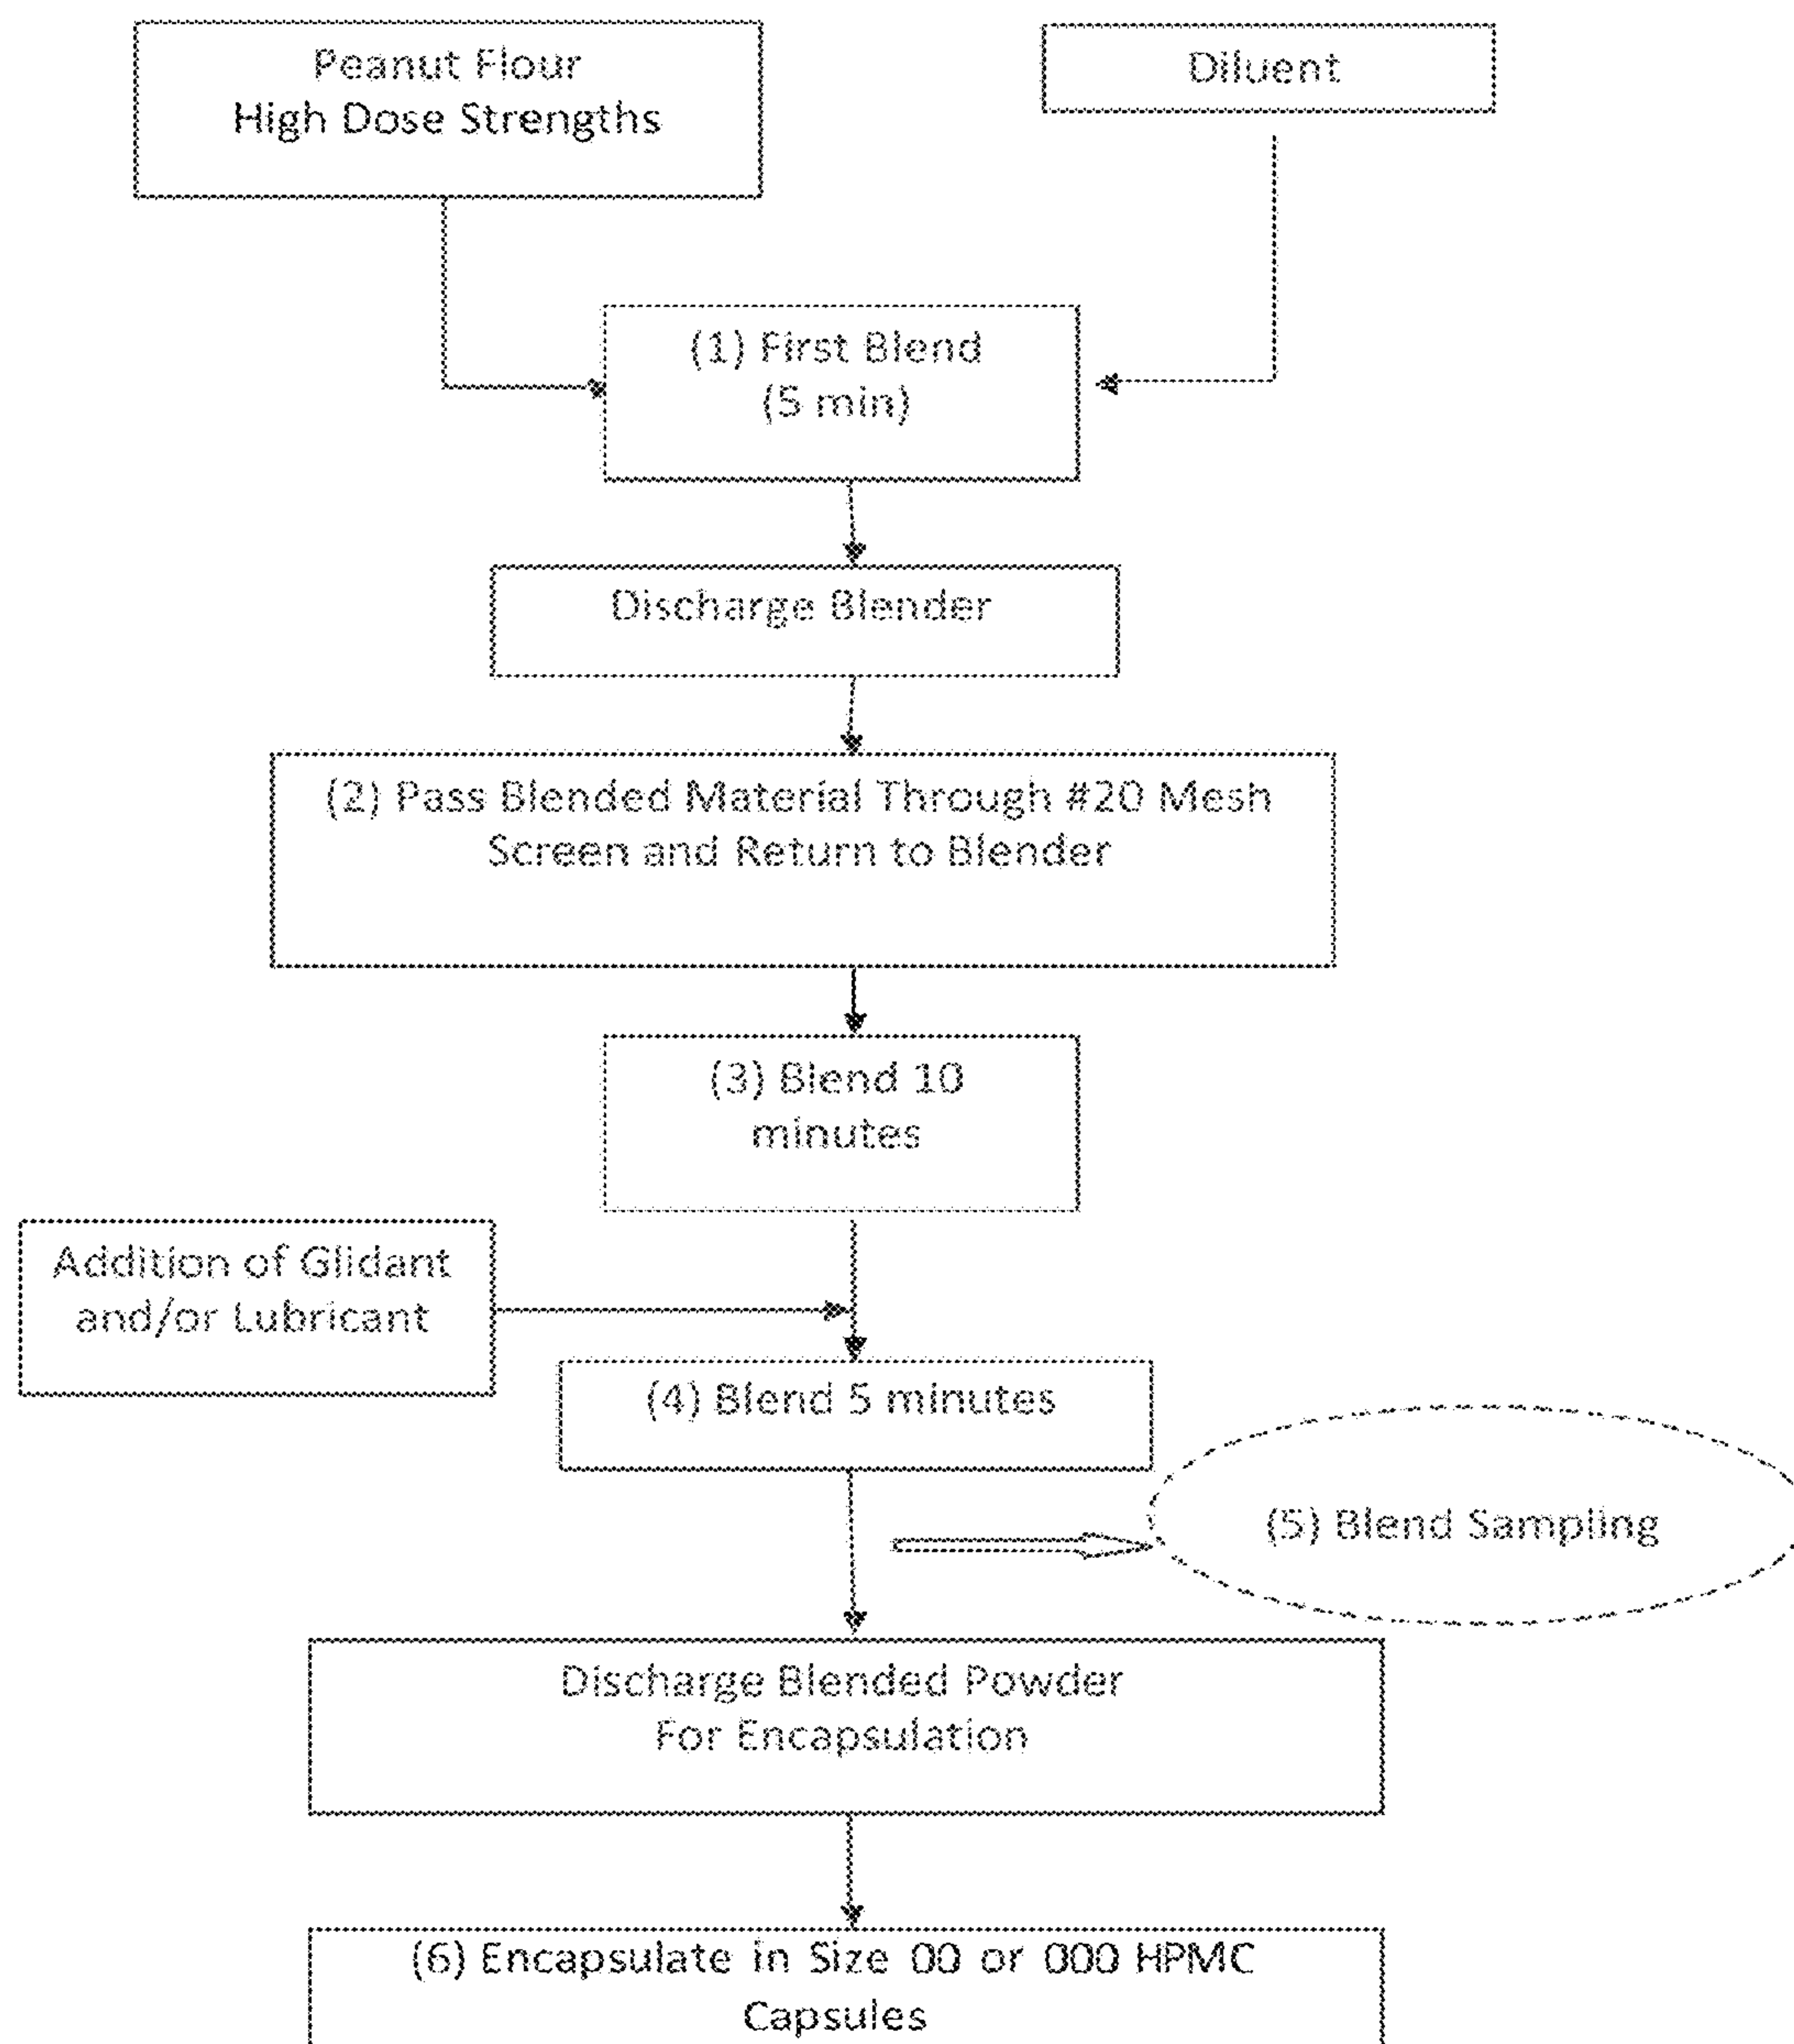 Peanut Flour
High Dose Strengths
Diluent
(1) First Blend
(5 min)
Discharge Blender
(2) Pass Blended Material Through #20 Mesh
Screen and Return to Blender
(3) Blend 10
minutes
Addition of Glidant
and/or Lubricant
(4) Blend 5 minutes
(5) Blend Sampling
Discharge Blended Powder
For Encapsulation
(6) Encapsulate in Size 00 or 000 HPMC
Capsules